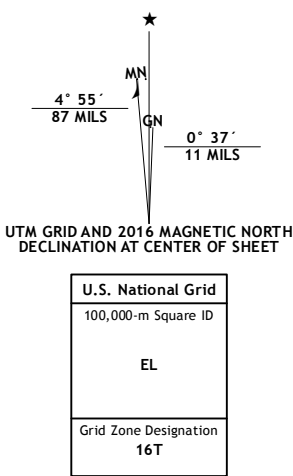 ★
MN
4° 55´
87 MILS
GN
0° 37´
11 MILS
UTM GRID AND 2016 MAGNETIC NORTH
DECLINATION AT CENTER OF SHEET
U.S. National Grid
100,000-m Square ID
EL
Grid Zone Designation
16T